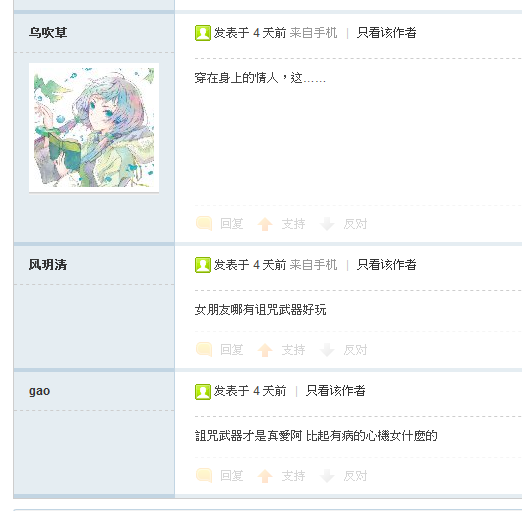 鸟吹草
发表于 4 天前 来自手机 | 只看该作者
穿在身上的情人，这……
回复 支持 反对
风玥清
发表于 4 天前 来自手机 | 只看该作者
女朋友哪有诅咒武器好玩
回复 支持 反对
gao
发表于 4 天前 | 只看该作者
詛咒武器才是真愛阿 比起有病的心機女什麼的
回复 支持 反对